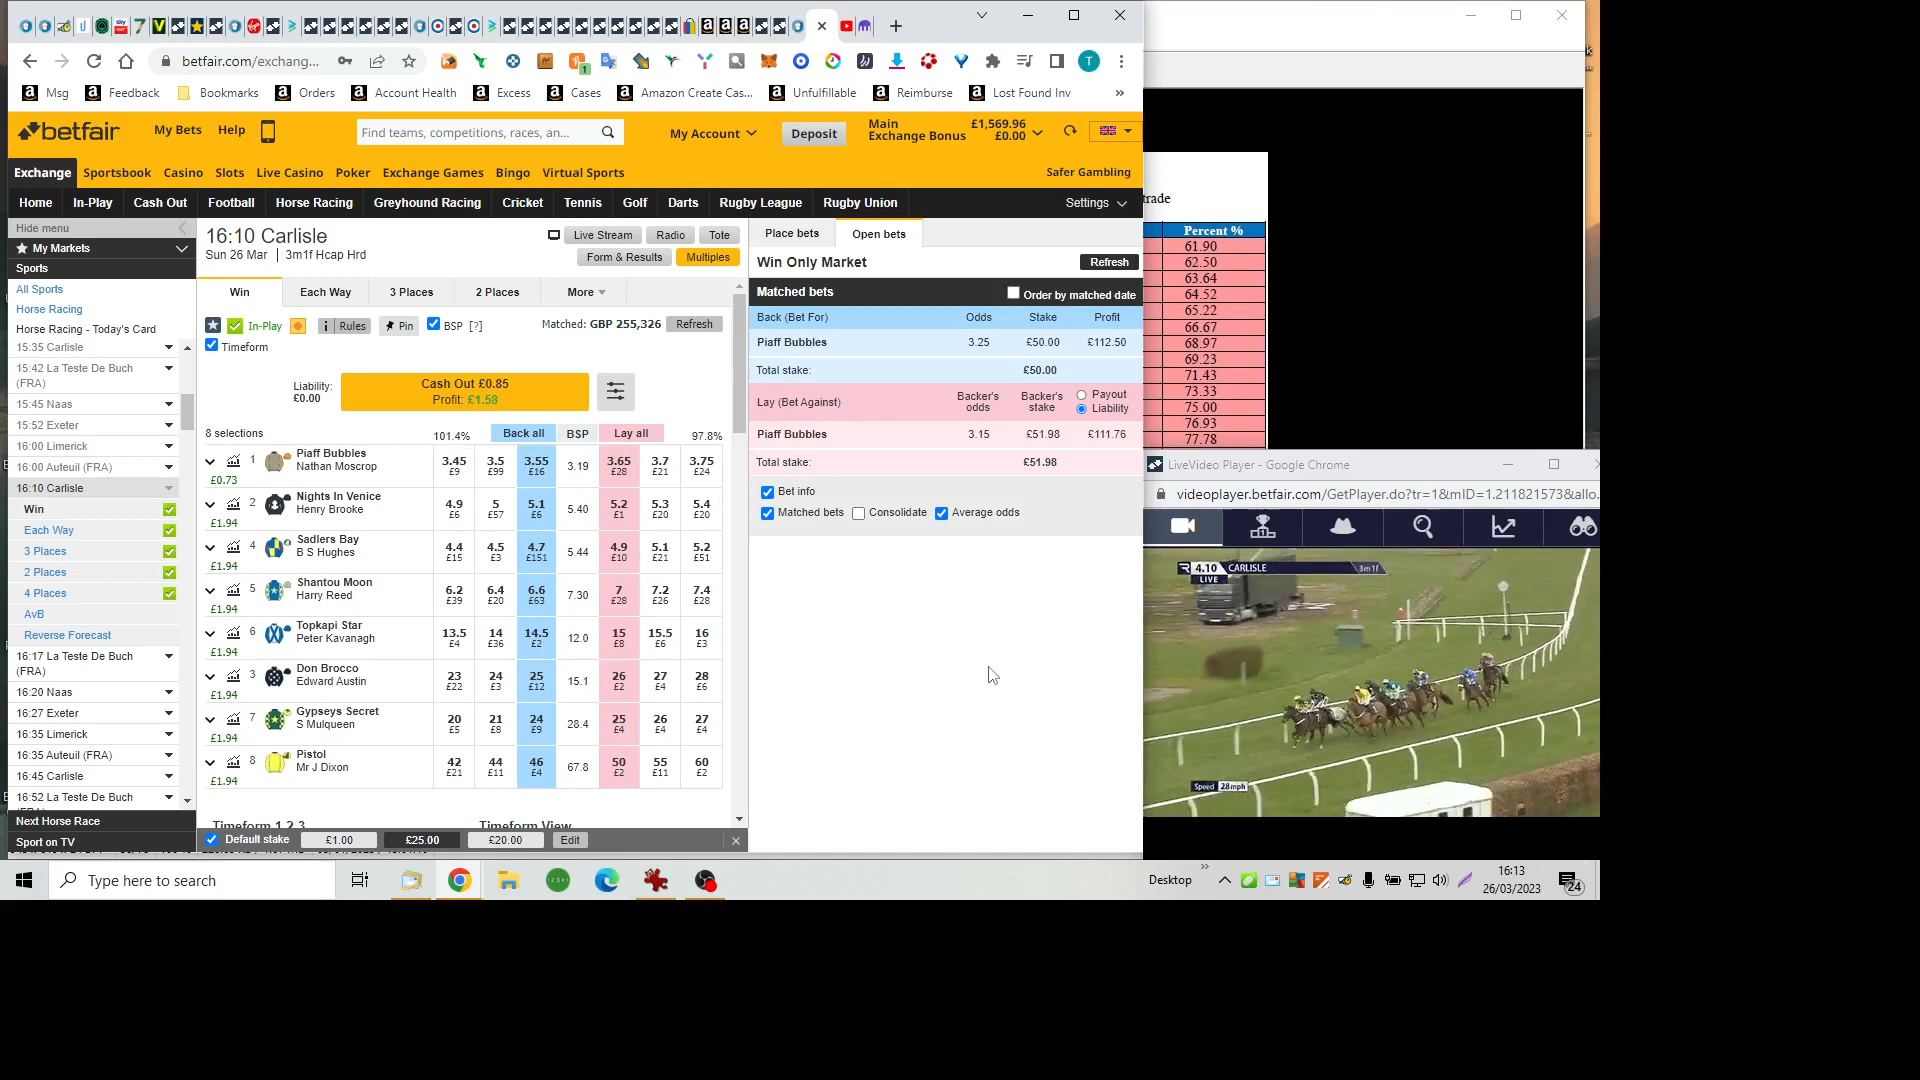 betfair.com/exchang...
1
T
Msg
Feedback
Bookmarks
Orders
Account Health
Excess
Cases
Amazon Create Cas...
Unfulfillable
Reimburse
Lost Found Inv
»
betfair
My Bets
Help
Find teams, competitions, races, an...
My Account
Deposit
Main £1,569.96
Exchange Bonus £0.00
Exchange
Sportsbook
Casino
Slots
Live Casino
Poker
Exchange Games
Bingo
Virtual Sports
Safer Gambling
Home
In-Play
Cash Out
Football
Horse Racing
Greyhound Racing
Cricket
Tennis
Golf
Darts
Rugby League
Rugby Union
Settings
Hide menu
My Markets
Sports
All Sports
Horse Racing
Horse Racing - Today's Card
15:35 Carlisle
15:42 La Teste De Buch
(FRA)
15:45 Naas
15:52 Exeter
16:00 Limerick
16:00 Auteuil (FRA)
16:10 Carlisle
Win
Each Way
3 Places
2 Places
4 Places
AvB
Reverse Forecast
16:17 La Teste De Buch
(FRA)
16:20 Naas
16:27 Exeter
16:35 Limerick
16:35 Auteuil (FRA)
16:45 Carlisle
16:52 La Teste De Buch
Next Horse Race
Sport on TV
16:10 Carlisle
Sun 26 Mar | 3m1f Hcap Hrd
Live Stream
Radio
Tote
Form & Results
Multiples
Win
Each Way
3 Places
2 Places
More
In-Play
i Rules
Pin
BSP [?]
Matched: GBP 255,326
Refresh
Timeform
Liability:
£0.00
Cash Out £0.85
Profit: £1.58
8 selections
101.4%
Back all
BSP
Lay all
97.8%
1 Piaff Bubbles 3.45 3.5 3.55 3.19 3.65 3.7 3.75
Nathan Moscrop £9 £99 £16 £28 £21 £24
£0.73
2 Nights In Venice 4.9 5 5.1 5.40 5.2 5.3 5.4
Henry Brooke £6 £57 £6 £1 £20 £20
£1.94
4 Sadlers Bay 4.4 4.5 4.7 5.44 4.9 5.1 5.2
B S Hughes £15 £3 £151 £10 £21 £51
£1.94
5 Shantou Moon 6.2 6.4 6.6 7.30 7 7.2 7.4
Harry Reed £39 £20 £63 £28 £26 £28
£1.94
6 Topkapi Star 13.5 14 14.5 12.0 15 15.5 16
Peter Kavanagh £4 £36 £2 £8 £6 £3
£1.94
3 Don Brocco 23 24 25 15.1 26 27 28
Edward Austin £22 £3 £12 £2 £4 £6
£1.94
7 Gypseys Secret 20 21 24 28.4 25 26 27
S Mulqueen £5 £8 £9 £4 £4 £4
£1.94
8 Pistol 42 44 46 67.8 50 55 60
Mr J Dixon £21 £11 £4 £2 £11 £2
£1.94
Timeform 1 2 3
Timeform View
Default stake
£1.00
£25.00
£20.00
Edit
Place bets
Open bets
Win Only Market
Refresh
Matched bets
Order by matched date
Back (Bet For) Odds Stake Profit
Piaff Bubbles 3.25 £50.00 £112.50
Total stake: £50.00
Lay (Bet Against)
Backer's odds
Backer's stake
Payout
Liability
Piaff Bubbles 3.15 £51.98 £111.76
Total stake: £51.98
Bet info
Matched bets
Consolidate
Average odds
trade
Percent %
61.90
62.50
63.64
64.52
65.22
66.67
68.97
69.23
71.43
73.33
75.00
76.93
77.78
LiveVideo Player - Google Chrome
videoplayer.betfair.com/GetPlayer.do?tr=1&mID=1.211821573&allo...
R 4.10 CARLISLE 3m1f
LIVE
Speed 28mph
Type here to search
Desktop
»
16:13
26/03/2023
24